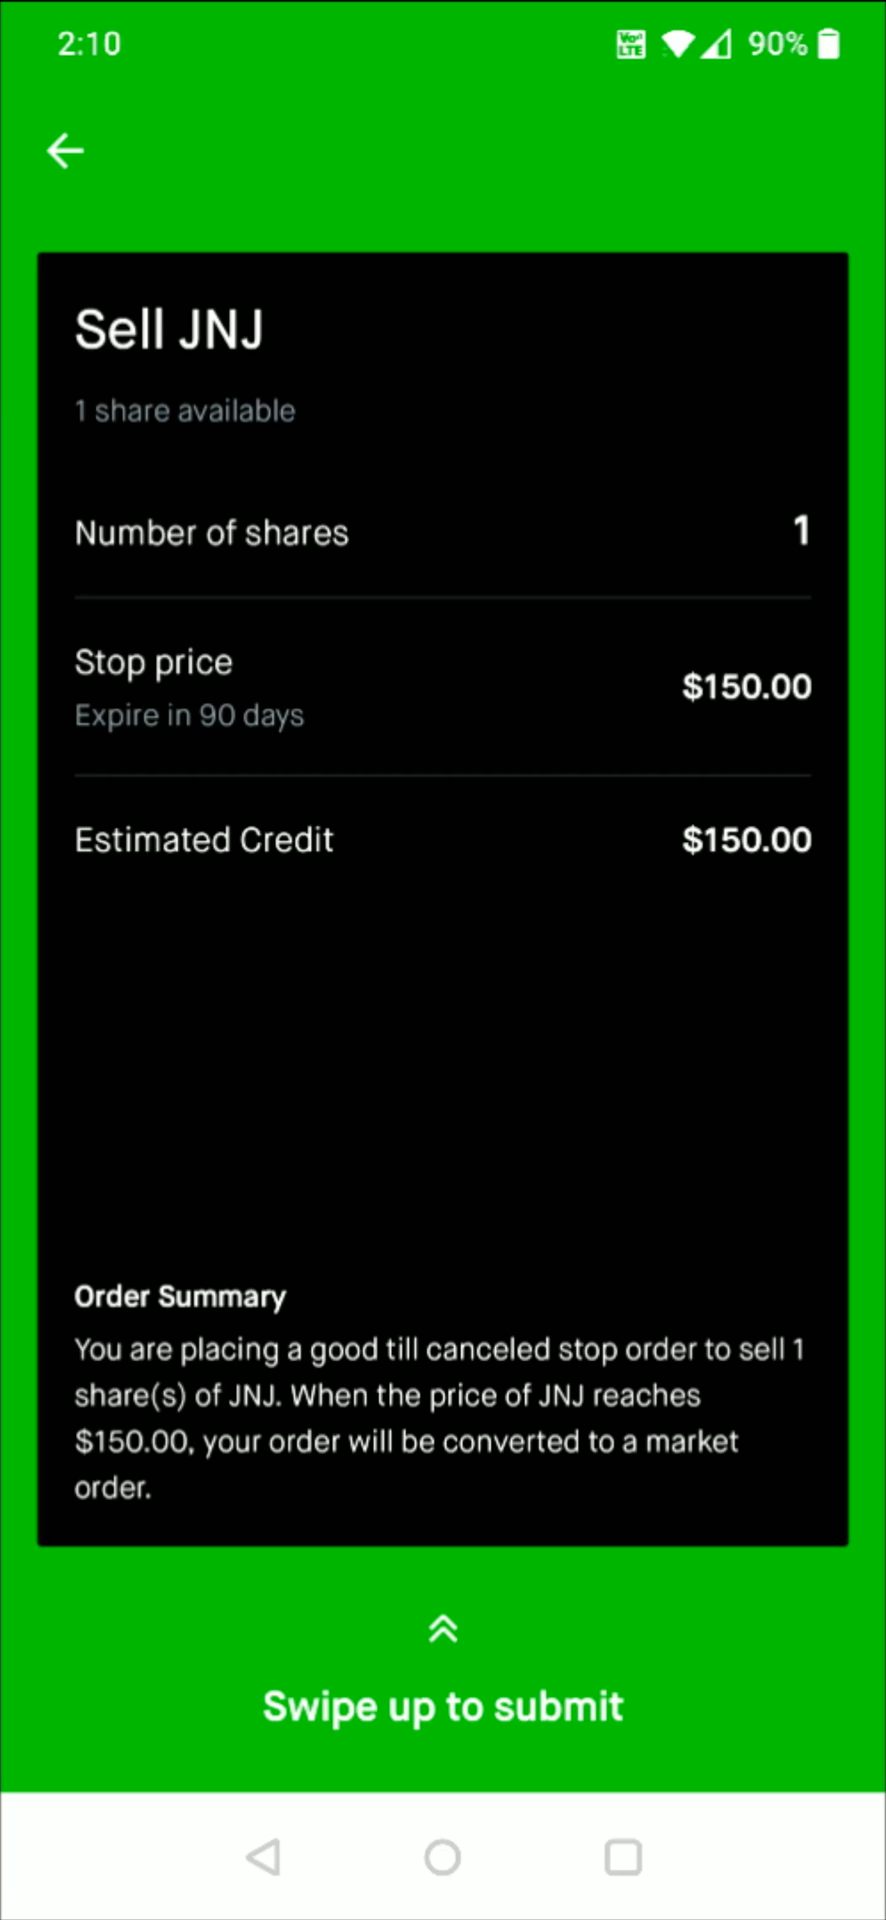 2:10
Vo LTE 90%
Sell JNJ
1 share available
Number of shares 1
Stop price
$150.00
Expire in 90 days
Estimated Credit $150.00
Order Summary
You are placing a good till canceled stop order to sell 1
share(s) of JNJ. When the price of JNJ reaches
$150.00, your order will be converted to a market
order.
Swipe up to submit